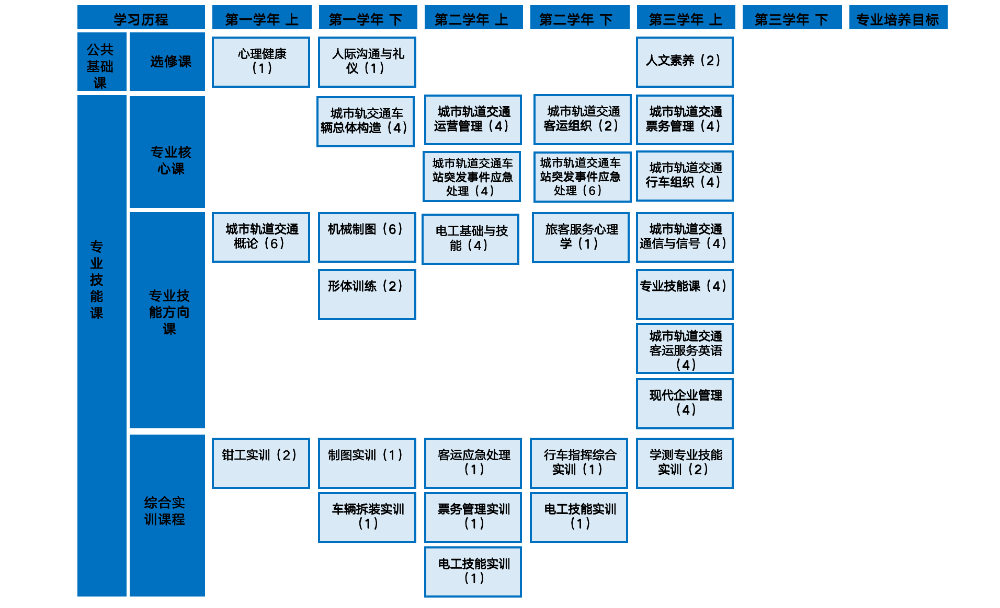 学习历程
第一学年 上
第一学年 下
第二学年 上
第二学年 下
第三学年 上
第三学年 下
专业培养目标
公共
基础
课
选修课
心理健康
（1）
人际沟通与礼
仪（1）
人文素养（2）
专
业
技
能
课
专业核
心课
城市轨交通车
辆总体构造（4）
城市轨道交通
运营管理（4）
城市轨道交通
客运组织（2）
城市轨道交通
票务管理（4）
城市轨道交通车
站突发事件应急
处理（4）
城市轨道交通车
站突发事件应急
处理（6）
城市轨道交通
行车组织（4）
专业技
能方向
课
城市轨道交通
概论（6）
机械制图（6）
电工基础与技
能（4）
旅客服务心理
学（1）
城市轨道交通
通信与信号（4）
形体训练（2）
专业技能课（4）
城市轨道交通
客运服务英语
（4）
现代企业管理
（4）
综合实
训课程
钳工实训（2）
制图实训（1）
客运应急处理
（1）
行车指挥综合
实训（1）
学测专业技能
实训（2）
车辆拆装实训
（1）
票务管理实训
（1）
电工技能实训
（1）
电工技能实训
（1）